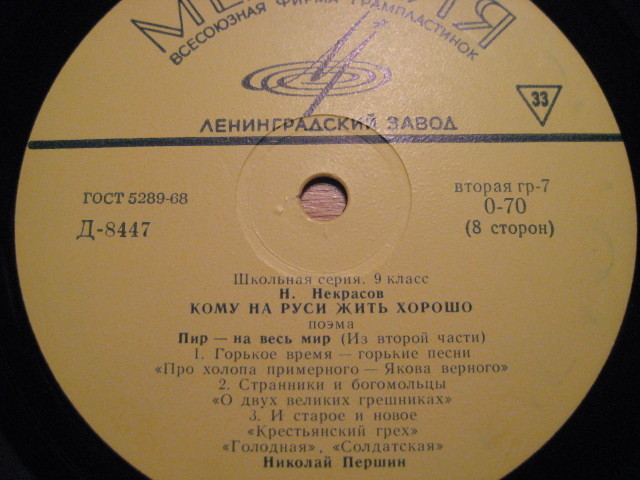 ВСЕСОЮЗНАЯ ФИРМА ГРАМПЛАСТИНОК
33
ЛЕНИНГРАДСКИЙ ЗАВОД
ГОСТ 5289-68
Д-8447
вторая гр-7
0-70
(8 сторон)
Школьная серия. 9 класс
Н. Некрасов
КОМУ НА РУСИ ЖИТЬ ХОРОШО
поэма
Пир — на весь мир (Из второй части)
1. Горькое время — горькие песни
«Про холопа примерного — Якова верного»
2. Странники и богомольцы
«О двух великих грешниках»
3. И старое и новое
«Крестьянский грех»
«Голодная», «Солдатская»
Николай Першин